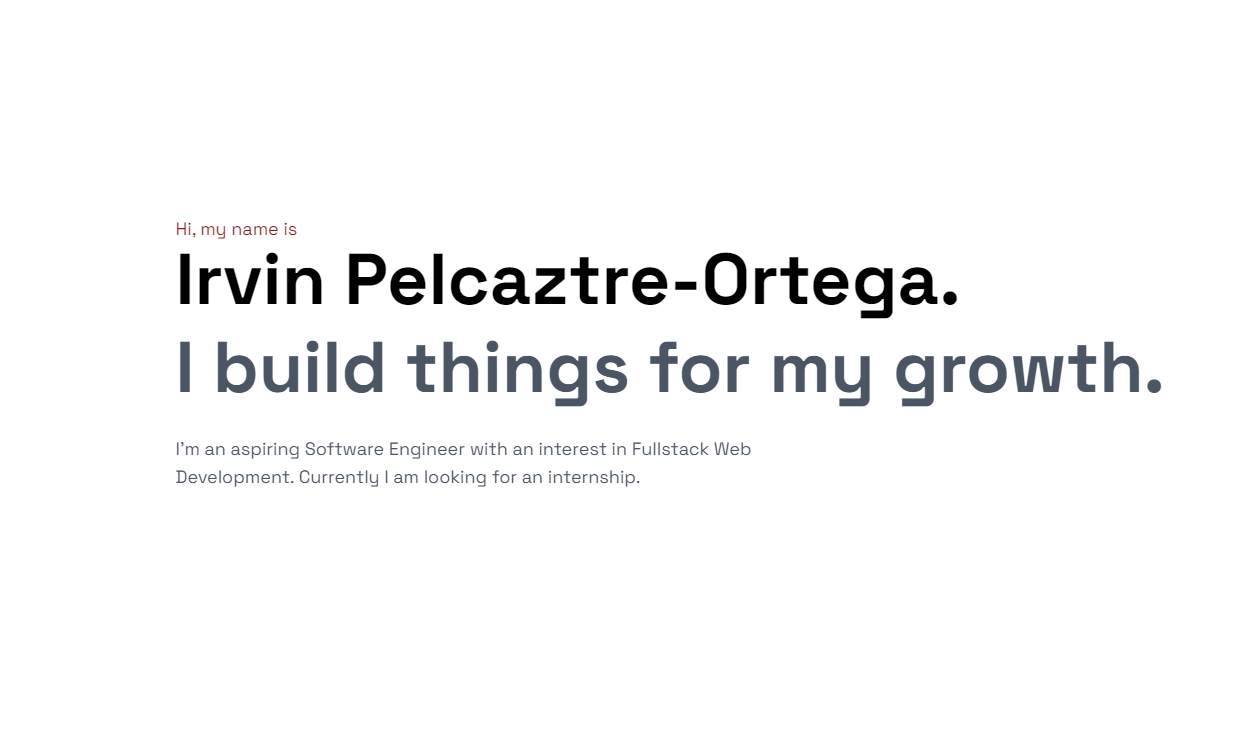 Hi, my name is
Irvin Pelcaztre-Ortega.
I build things for my growth.
I'm an aspiring Software Engineer with an interest in Fullstack Web
Development. Currently I am looking for an internship.